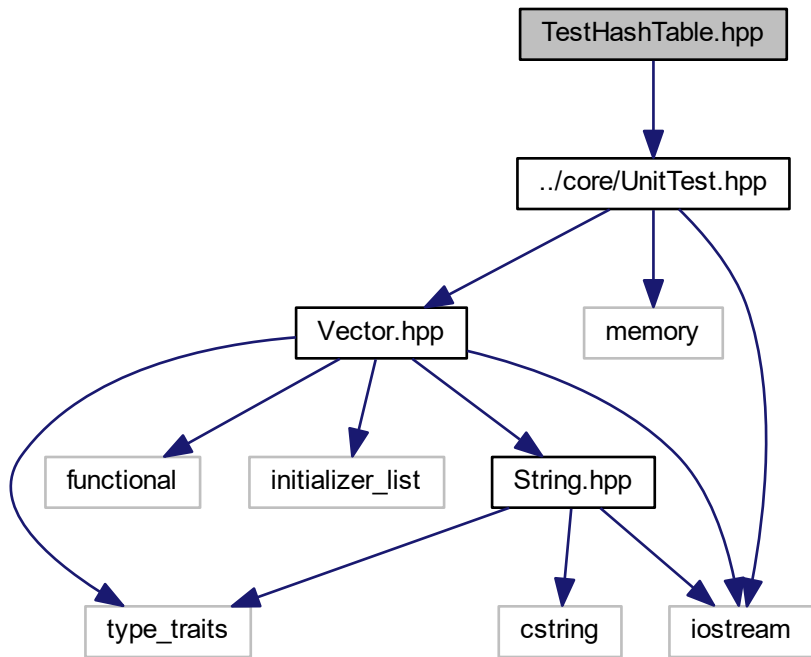 TestHashTable.hpp
../core/UnitTest.hpp
Vector.hpp
memory
functional
initializer_list
String.hpp
type_traits
cstring
iostream